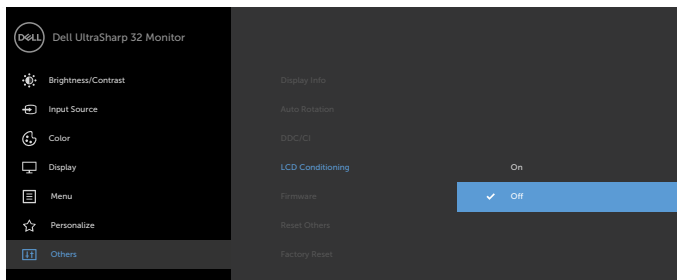 DELL Dell UltraSharp 32 Monitor
Brightness/Contrast
Input Source
Color
Display
Menu
Personalize
Others
Display Info
Auto Rotation
DDC/CI
LCD Conditioning
Firmware
Reset Others
Factory Reset
On
Off